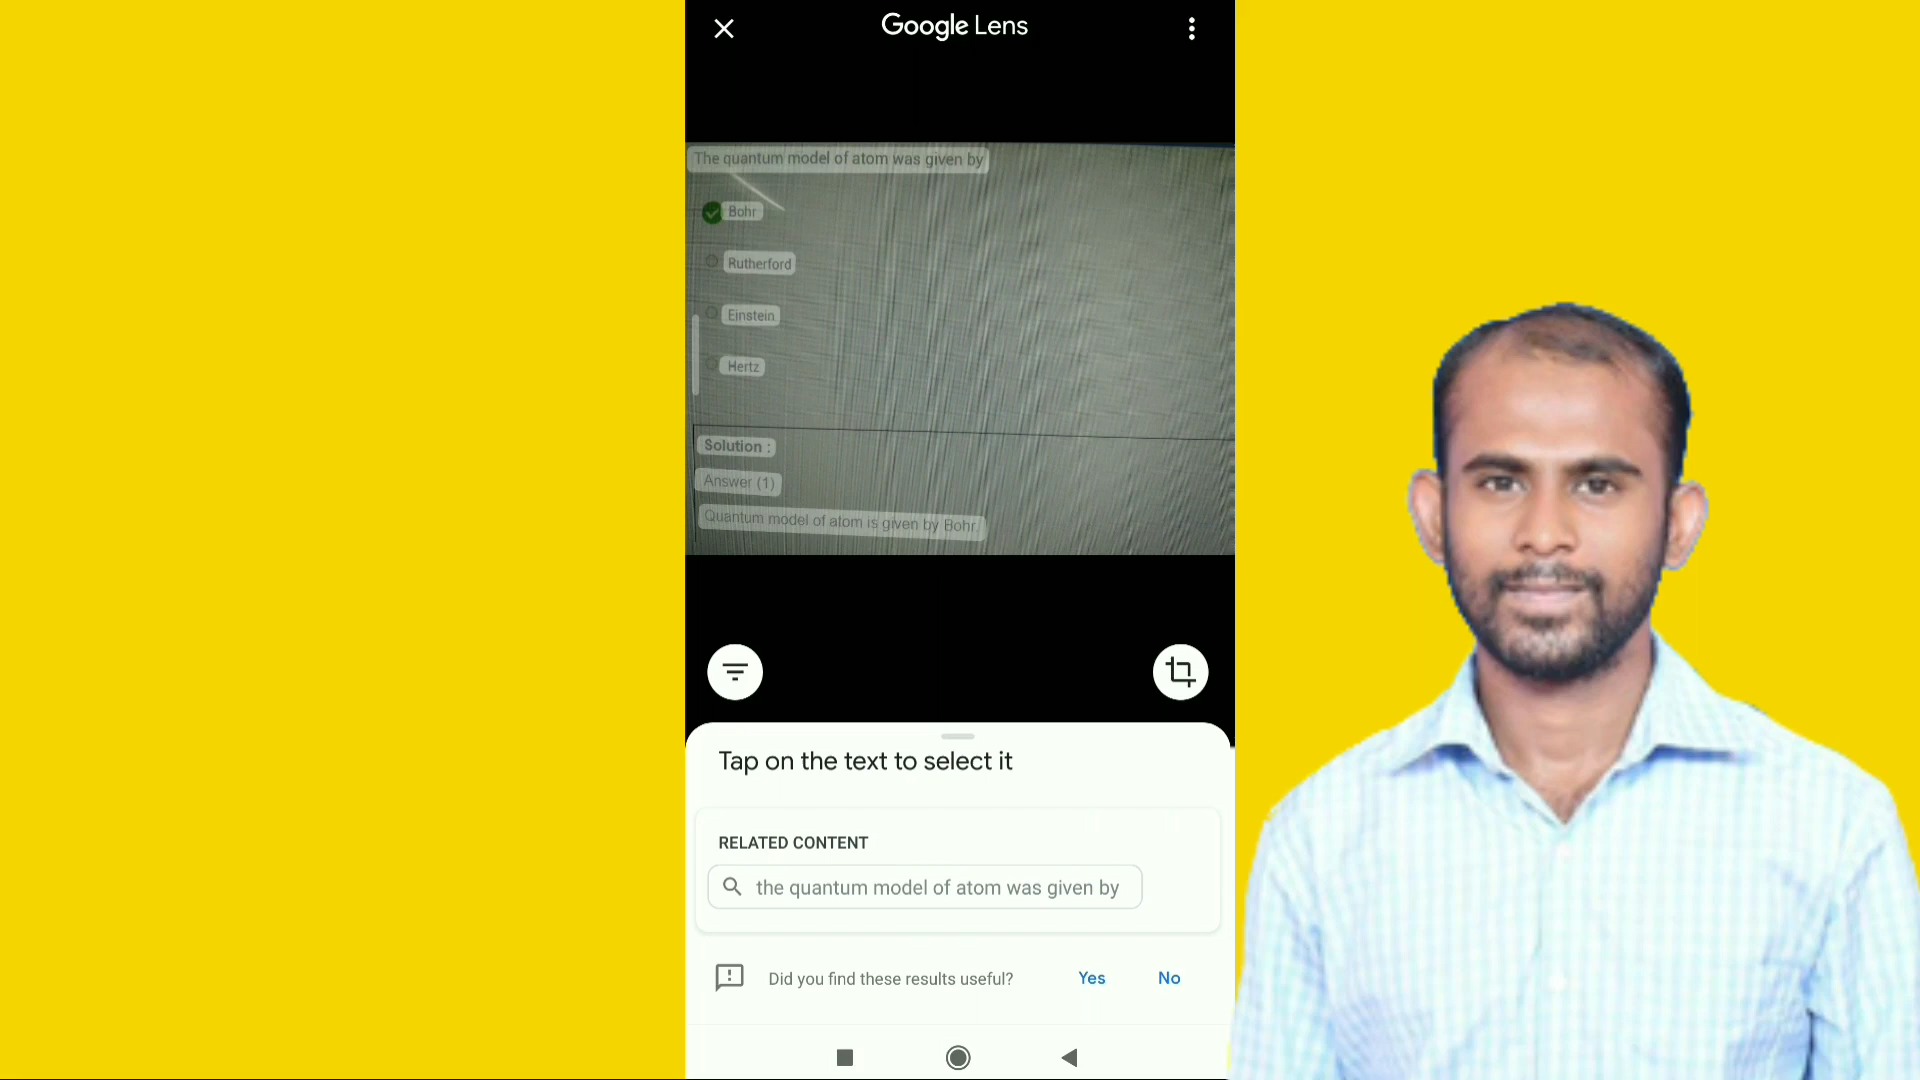 Google Lens
The quantum model of atom was given by
Bohr
Rutherford
Einstein
Hertz
Solution :
Answer (1)
Quantum model of atom is given by Bohr.
Tap on the text to select it
RELATED CONTENT
the quantum model of atom was given by
Did you find these results useful? Yes No